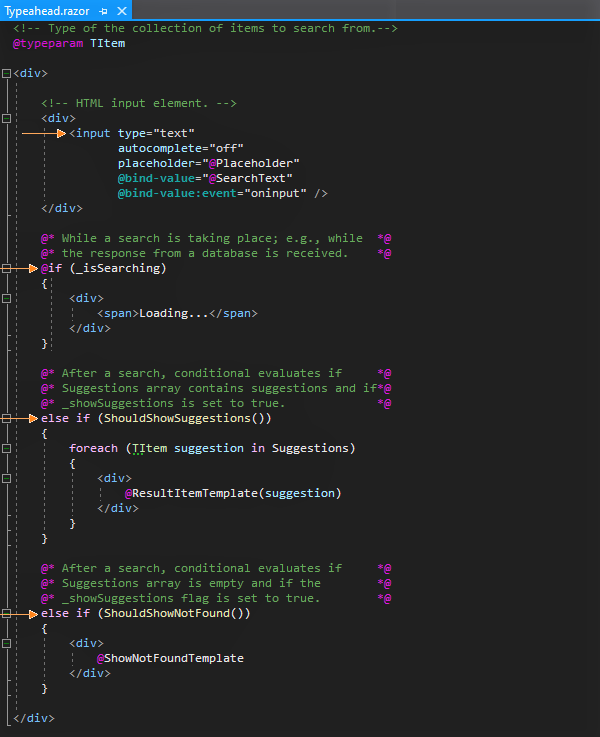 Typeahead.razor
<!-- Type of the collection of items to search from.-->
@typeparam TItem
<div>
<!-- HTML input element. -->
<div>
<input type="text"
autocomplete="off"
placeholder="@Placeholder"
@bind-value="@SearchText"
@bind-value:event="oninput" />
</div>
@* While a search is taking place; e.g., while *@
@* the response from a database is received. *@
@if (_isSearching)
{
<div>
<span>Loading...</span>
</div>
}
@* After a search, conditional evaluates if *@
@* Suggestions array contains suggestions and if*@
@* _showSuggestions is set to true. *@
else if (ShouldShowSuggestions())
{
foreach (TItem suggestion in Suggestions)
{
<div>
@ResultItemTemplate(suggestion)
</div>
}
}
@* After a search, conditional evaluates if *@
@* Suggestions array is empty and if the *@
@* _showSuggestions flag is set to true. *@
else if (ShouldShowNotFound())
{
<div>
@ShowNotFoundTemplate
</div>
}
</div>